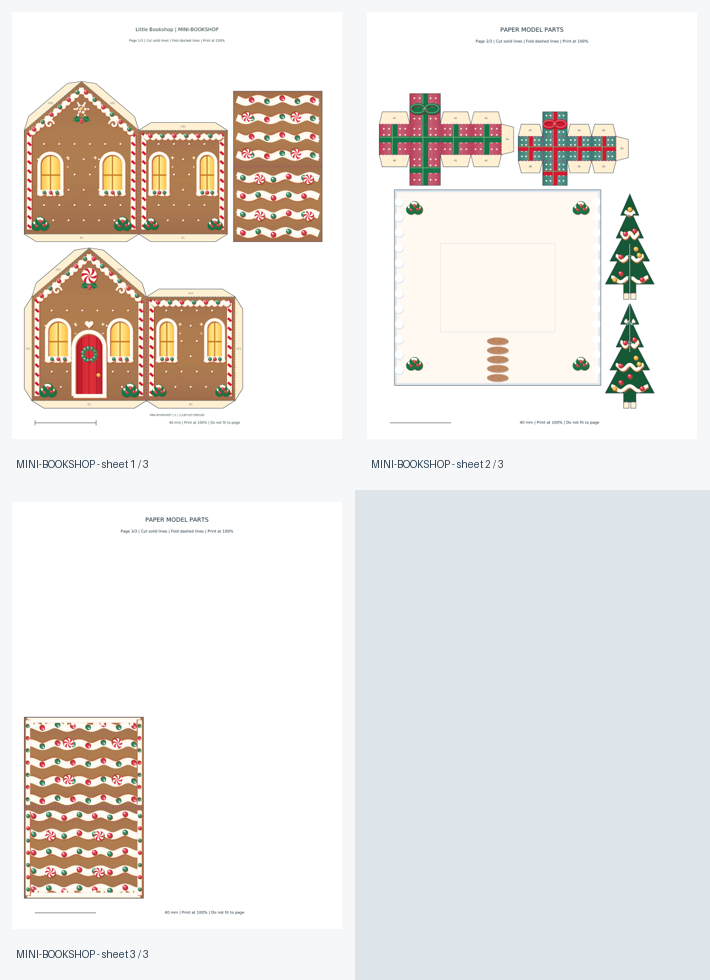 Little Bookshop | MINI-BOOKSHOP
Page 1/3 | Cut solid lines | Fold dashed lines | Print at 100%
40 mm | Print at 100% | Do not fit to page
MINI-BOOKSHOP - sheet 1 / 3
PAPER MODEL PARTS
Page 2/3 | Cut solid lines | Fold dashed lines | Print at 100%
40 mm | Print at 100% | Do not fit to page
MINI-BOOKSHOP - sheet 2 / 3
PAPER MODEL PARTS
Page 3/3 | Cut solid lines | Fold dashed lines | Print at 100%
40 mm | Print at 100% | Do not fit to page
MINI-BOOKSHOP - sheet 3 / 3